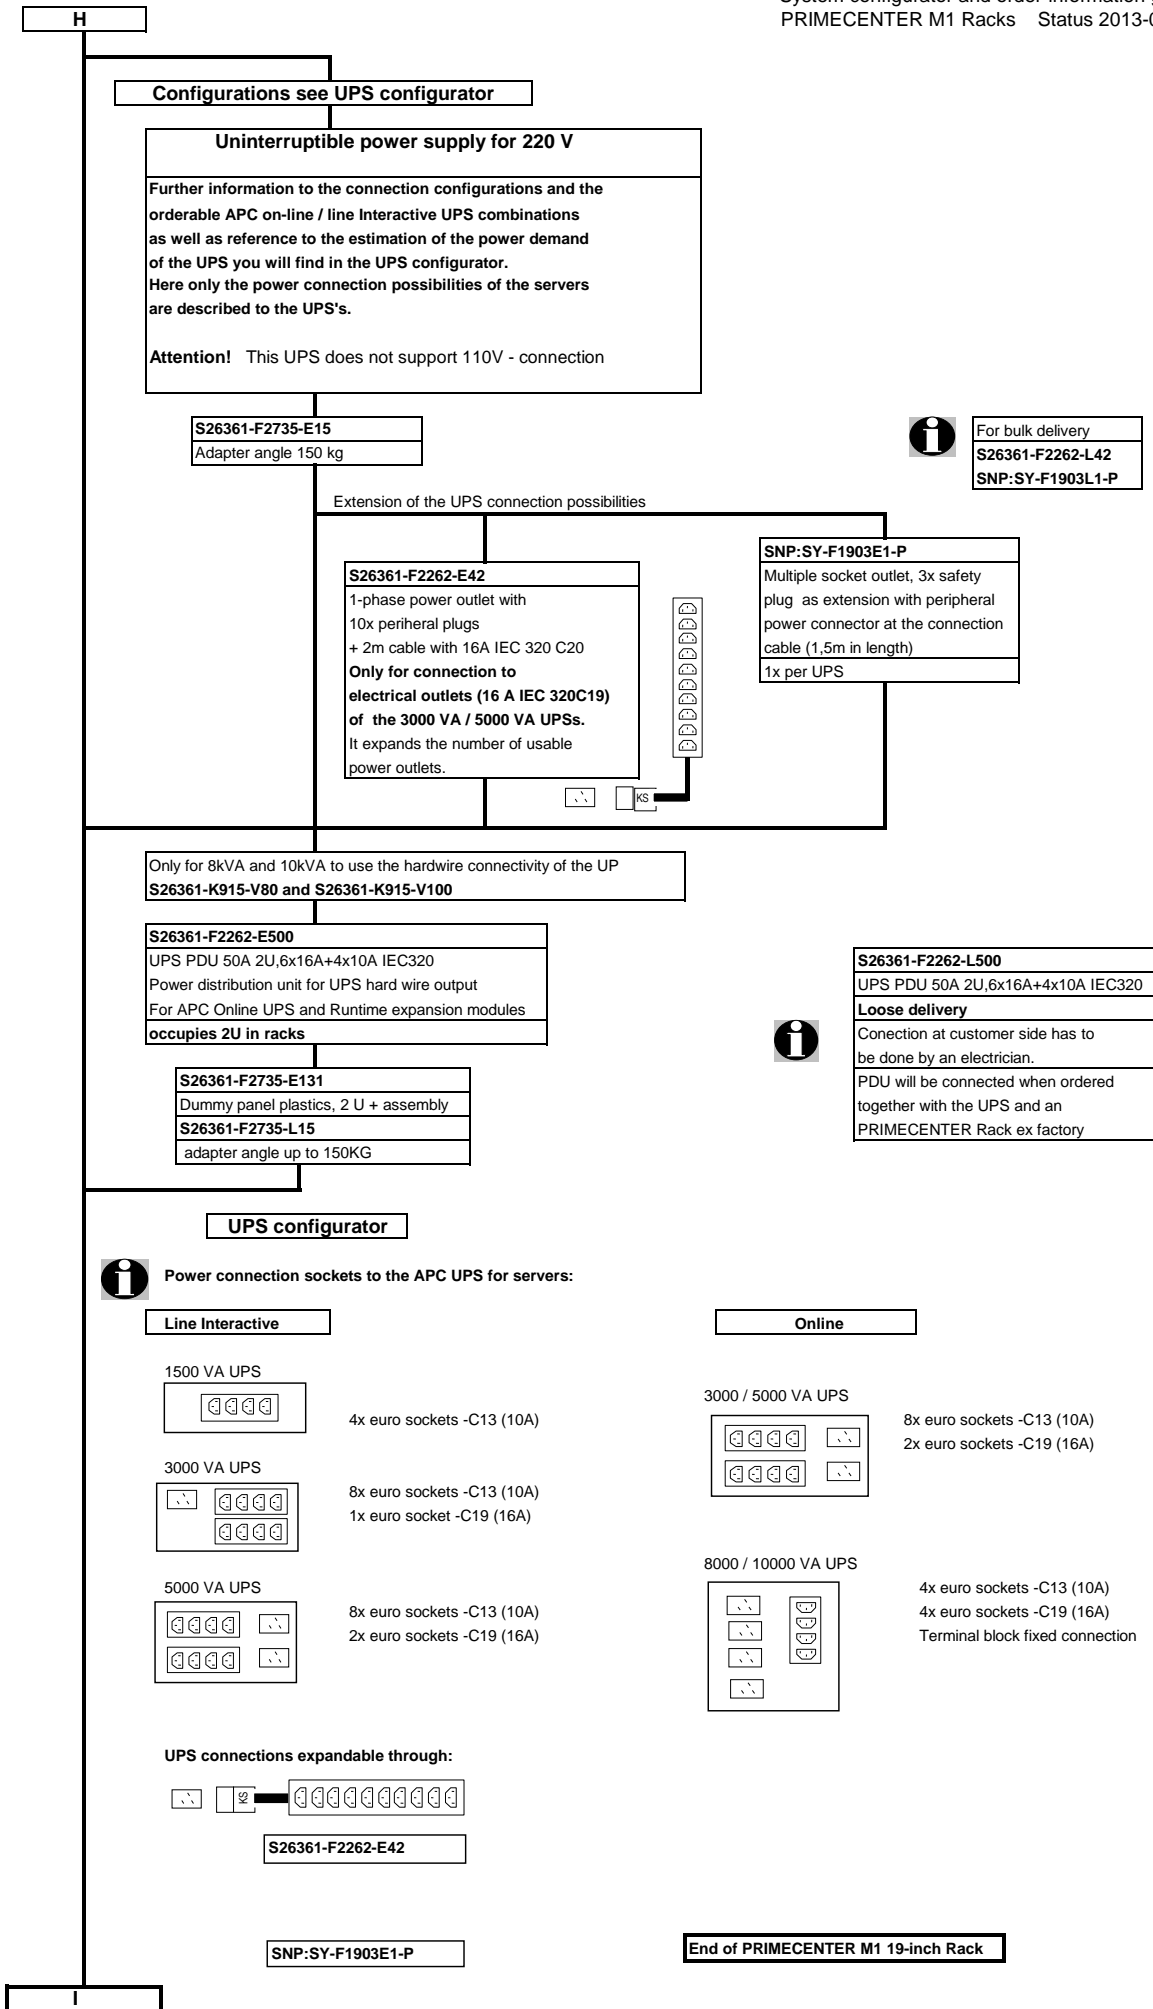 System configurator and order-information
PRIMECENTER M1 Racks Status 2013-0
H
Configurations see UPS configurator
Uninterruptible power supply for 220 V
Further information to the connection configurations and the
orderable APC on-line / line Interactive UPS combinations
as well as reference to the estimation of the power demand
of the UPS you will find in the UPS configurator.
Here only the power connection possibilities of the servers
are described to the UPS's.
Attention! This UPS does not support 110V - connection
S26361-F2735-E15
Adapter angle 150 kg
For bulk delivery
S26361-F2262-L42
SNP:SY-F1903L1-P
Extension of the UPS connection possibilities
S26361-F2262-E42
1-phase power outlet with
10x periheral plugs
+ 2m cable with 16A IEC 320 C20
Only for connection to
electrical outlets (16 A IEC 320C19)
of the 3000 VA / 5000 VA UPSs.
It expands the number of usable
power outlets.
KS
SNP:SY-F1903E1-P
Multiple socket outlet, 3x safety
plug as extension with peripheral
power connector at the connection
cable (1,5m in length)
1x per UPS
Only for 8kVA and 10kVA to use the hardwire connectivity of the UP
S26361-K915-V80 and S26361-K915-V100
S26361-F2262-E500
UPS PDU 50A 2U,6x16A+4x10A IEC320
Power distribution unit for UPS hard wire output
For APC Online UPS and Runtime expansion modules
occupies 2U in racks
S26361-F2262-L500
UPS PDU 50A 2U,6x16A+4x10A IEC320
Loose delivery
Conection at customer side has to
be done by an electrician.
PDU will be connected when ordered
together with the UPS and an
PRIMECENTER Rack ex factory
S26361-F2735-E131
Dummy panel plastics, 2 U + assembly
S26361-F2735-L15
adapter angle up to 150KG
UPS configurator
Power connection sockets to the APC UPS for servers:
Line Interactive
1500 VA UPS
4x euro sockets -C13 (10A)
3000 VA UPS
8x euro sockets -C13 (10A)
1x euro socket -C19 (16A)
5000 VA UPS
8x euro sockets -C13 (10A)
2x euro sockets -C19 (16A)
Online
3000 / 5000 VA UPS
8x euro sockets -C13 (10A)
2x euro sockets -C19 (16A)
8000 / 10000 VA UPS
4x euro sockets -C13 (10A)
4x euro sockets -C19 (16A)
Terminal block fixed connection
UPS connections expandable through:
KS
S26361-F2262-E42
SNP:SY-F1903E1-P
End of PRIMECENTER M1 19-inch Rack
I